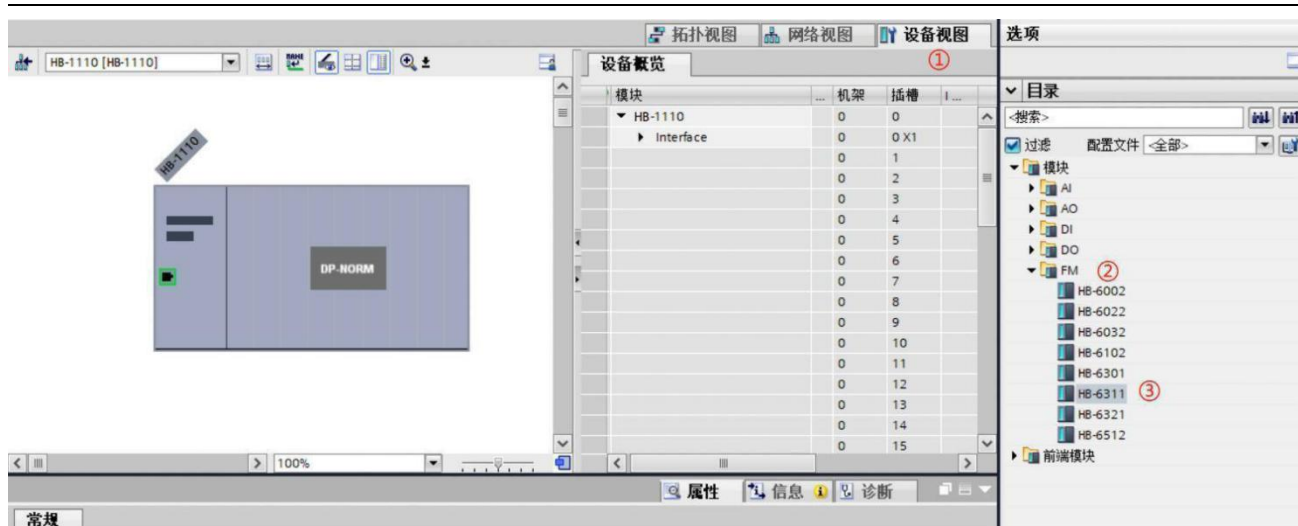 拓扑视图 网络视图 设备视图 选项
HB-1110 [HB-1110] 设备概览 ①
模块 ... 机架 插槽 I ...
目录
<搜索>
过滤 配置文件 <全部>
HB-1110 0 0
Interface 0 0 X1
0 1
0 2
0 3
0 4
0 5
0 6
0 7
0 8
0 9
0 10
0 11
0 12
0 13
0 14
0 15
HB-1110
DP-NORM
模块
AI
AO
DI
DO
FM ②
HB-6002
HB-6022
HB-6032
HB-6102
HB-6301
HB-6311 ③
HB-6321
HB-6512
前端模块
100%
属性 信息 诊断
常规